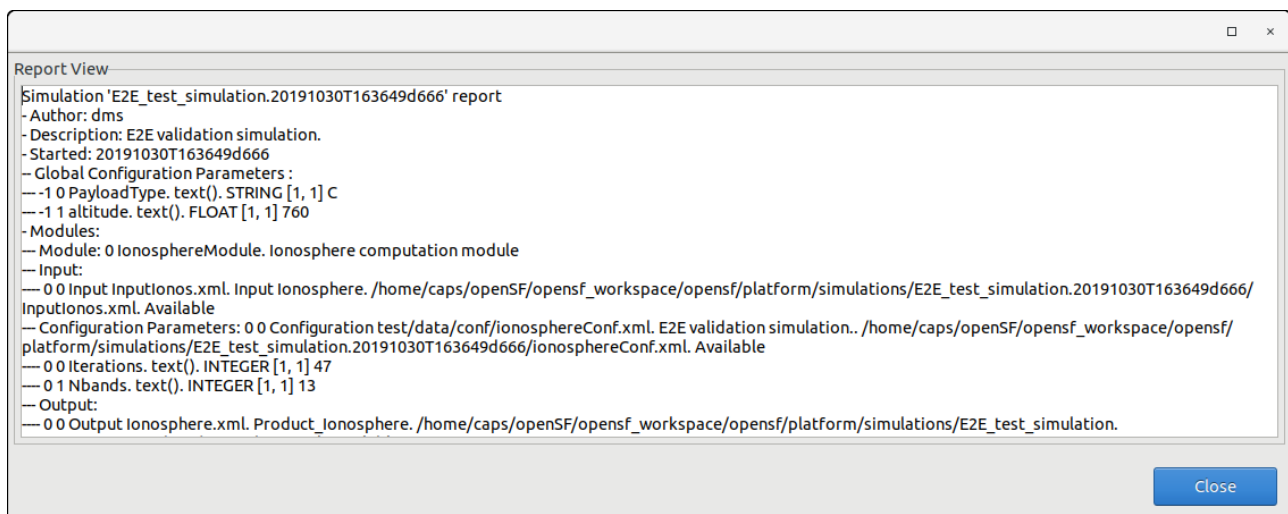 Report View
Simulation 'E2E_test_simulation.20191030T163649d666' report
- Author: dms
- Description: E2E validation simulation.
- Started: 20191030T163649d666
-- Global Configuration Parameters :
--- -1 0 PayloadType. text(). STRING [1, 1] C
--- -1 1 altitude. text(). FLOAT [1, 1] 760
- Modules:
--- Module: 0 IonosphereModule. Ionosphere computation module
--- Input:
---- 0 0 Input InputIonos.xml. Input Ionosphere. /home/caps/openSF/opensf_workspace/opensf/platform/simulations/E2E_test_simulation.20191030T163649d666/
InputIonos.xml. Available
--- Configuration Parameters: 0 0 Configuration test/data/conf/ionosphereConf.xml. E2E validation simulation.. /home/caps/openSF/opensf_workspace/opensf/
platform/simulations/E2E_test_simulation.20191030T163649d666/ionosphereConf.xml. Available
---- 0 0 Iterations. text(). INTEGER [1, 1] 47
---- 0 1 Nbands. text(). INTEGER [1, 1] 13
--- Output:
---- 0 0 Output Ionosphere.xml. Product_Ionosphere. /home/caps/openSF/opensf_workspace/opensf/platform/simulations/E2E_test_simulation.
Close